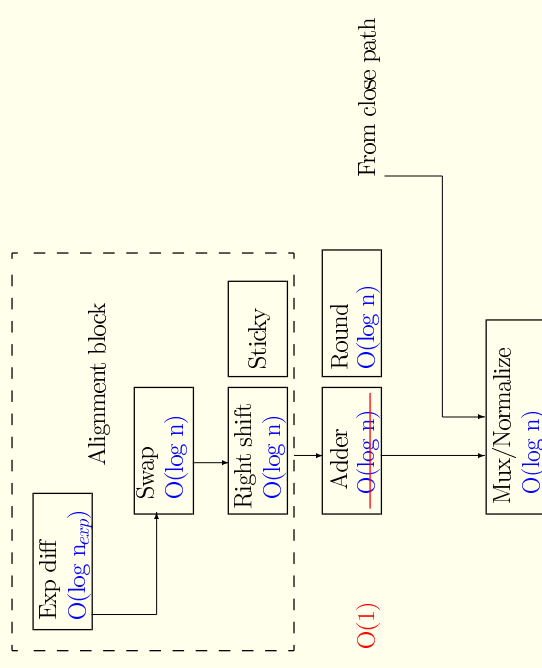 Alignment block
Exp diff
O(log n_exp)
Swap
O(log n)
Right shift
O(log n)
Sticky
Adder
O(log n)
O(1)
Round
O(log n)
From close path
Mux/Normalize
O(log n)